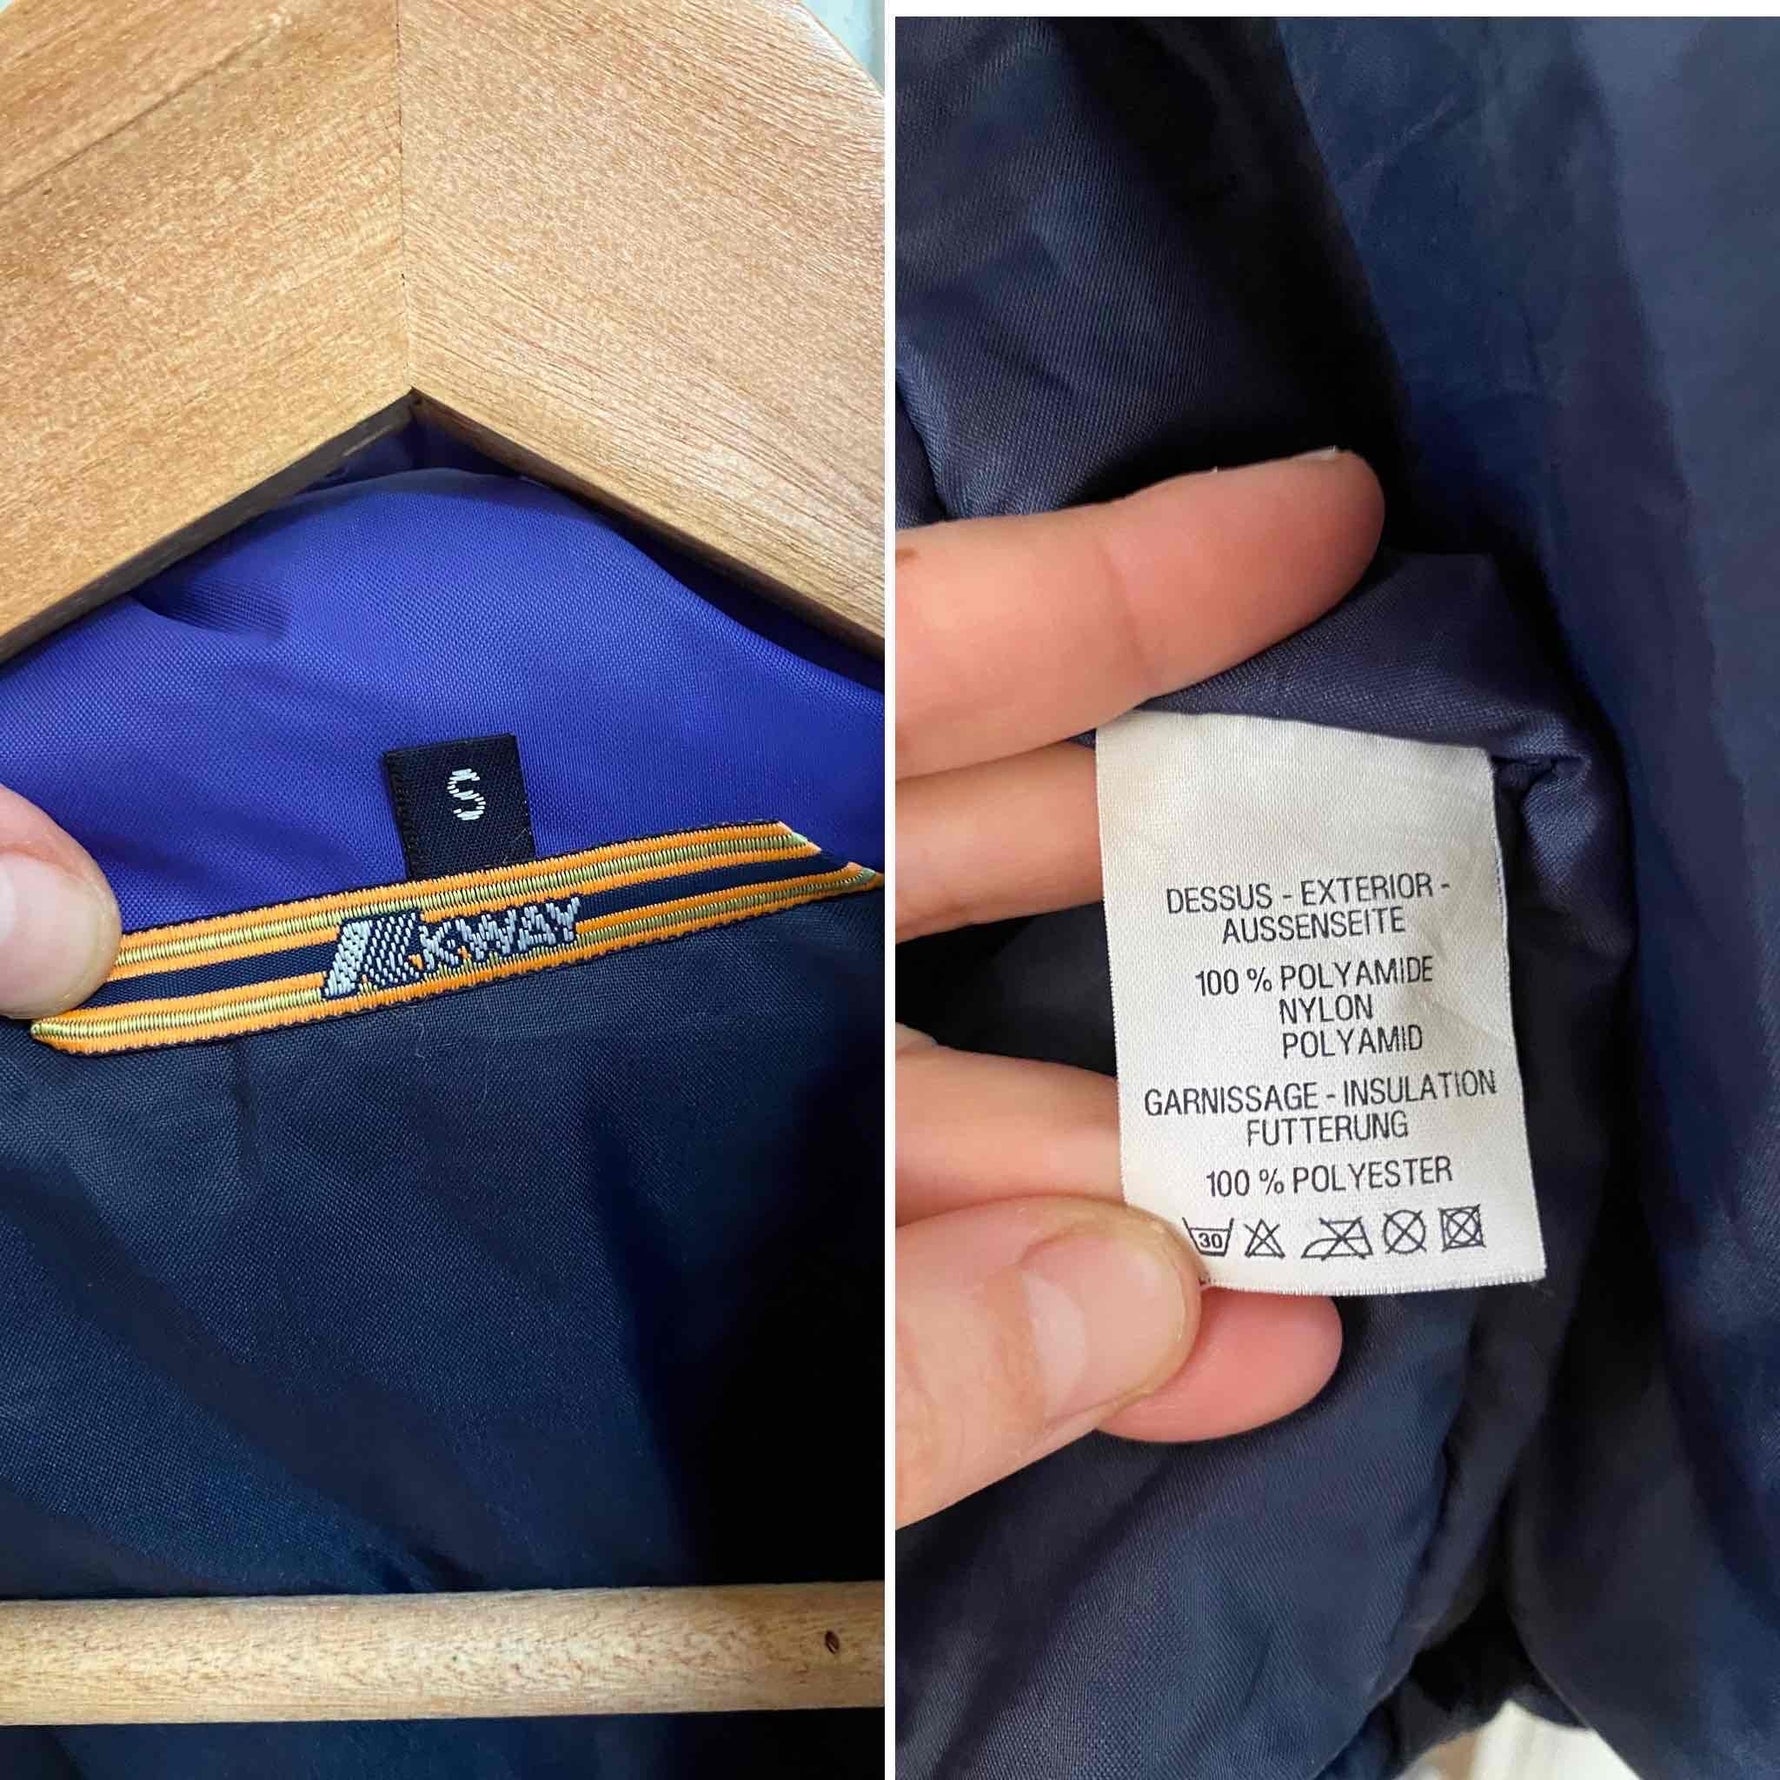 S
K-WAY
DESSUS - EXTERIOR -
AUSSENSEITE
100 % POLYAMIDE
NYLON
POLYAMID
GARNISSAGE - INSULATION
FUTTERUNG
100 % POLYESTER
30